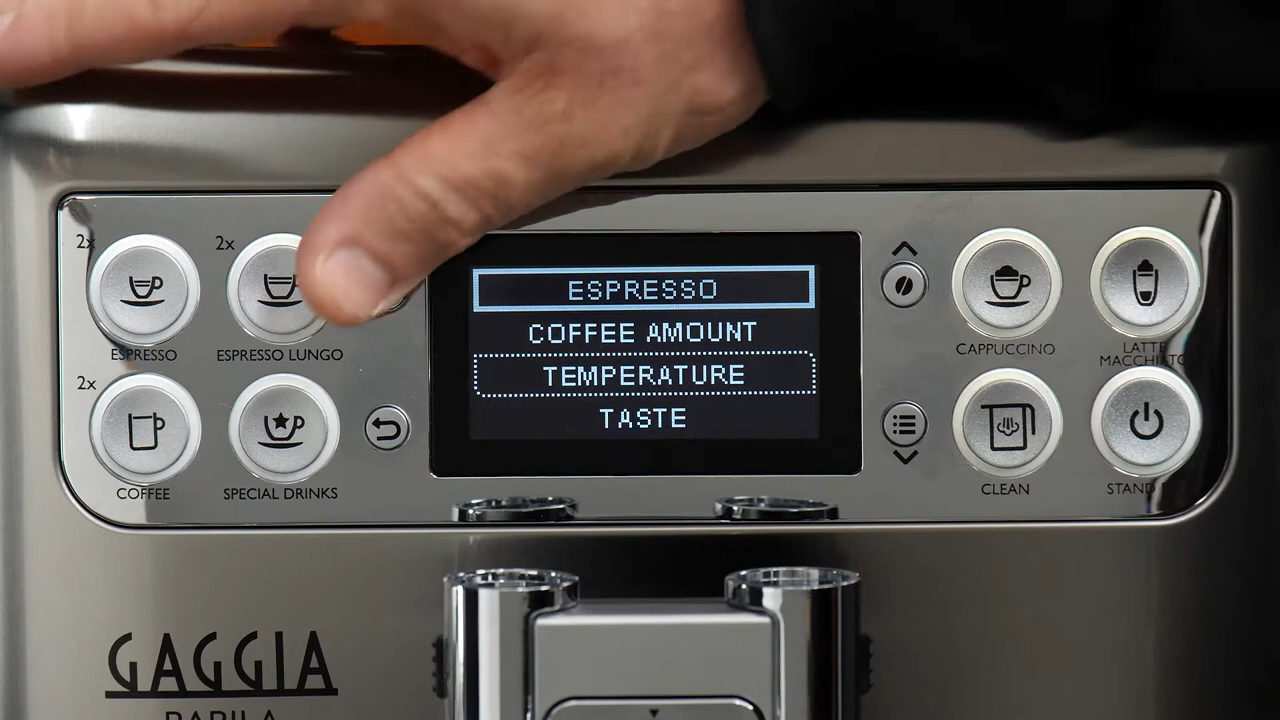 2x
2x
ESPRESSO
ESPRESSO LUNGO
2x
COFFEE
SPECIAL DRINKS
ESPRESSO
COFFEE AMOUNT
TEMPERATURE
TASTE
CAPPUCCINO
LATTE
MACCHIATO
CLEAN
STAND
GAGGIA
BABILA